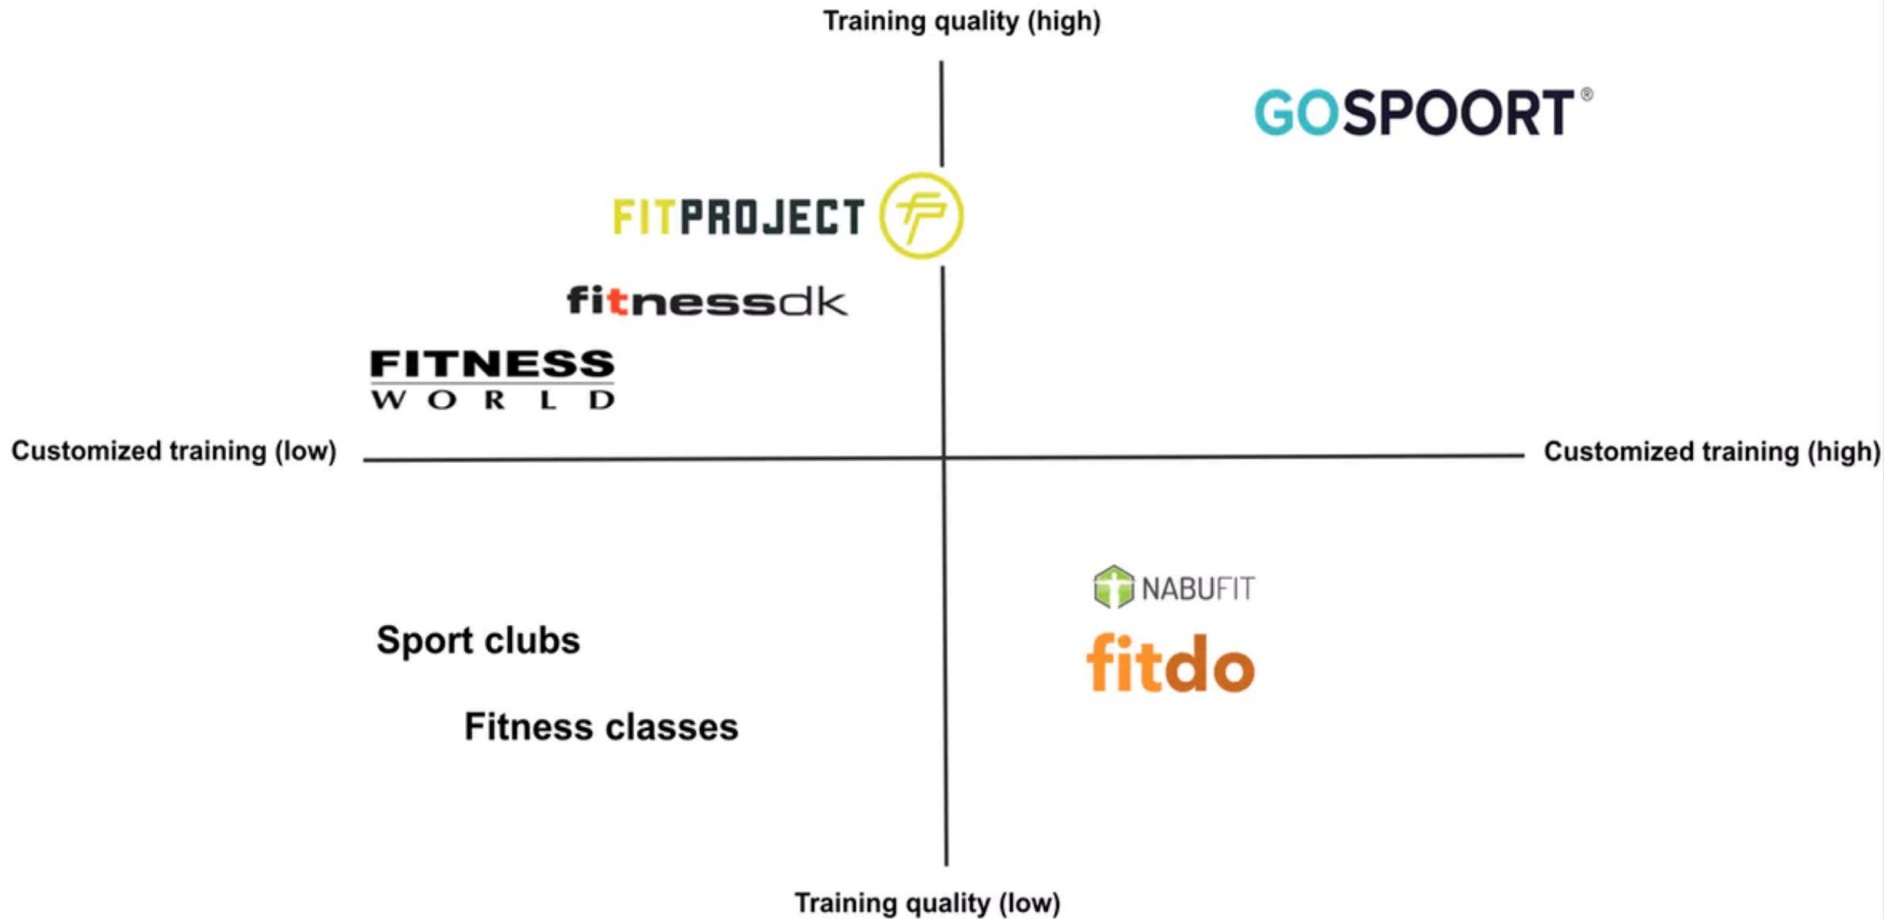 Training quality (high)
GOSPOORT®
FITPROJECT FP
fitnessdk
FITNESS
WORLD
Customized training (low)
Customized training (high)
NABUFIT
Sport clubs
fitdo
Fitness classes
Training quality (low)